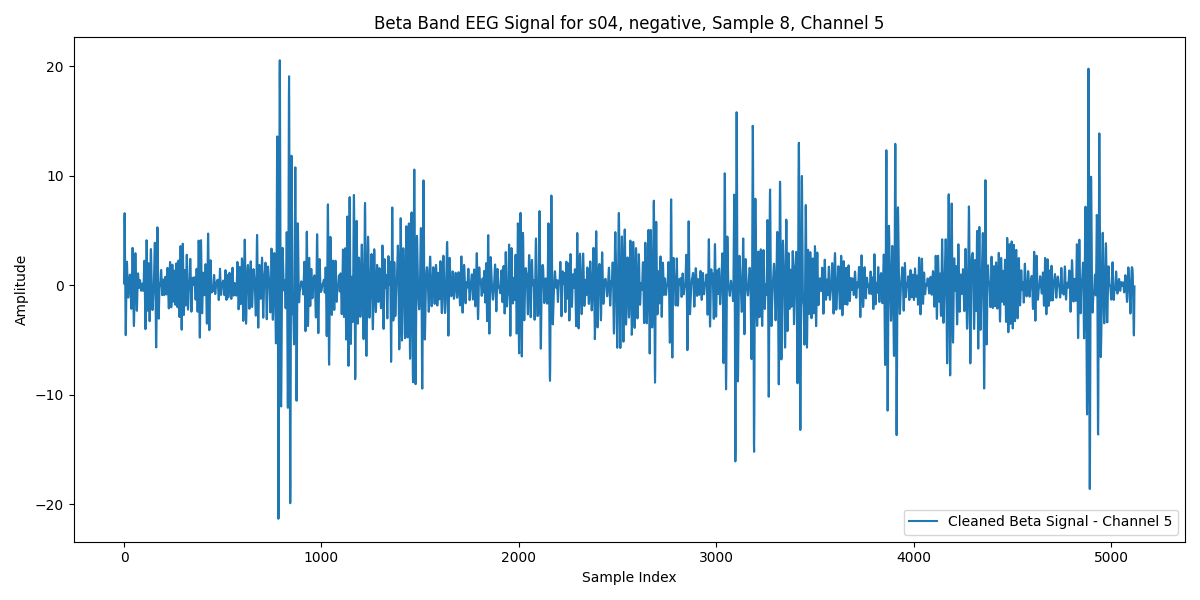 Beta Band EEG Signal for s04, negative, Sample 8, Channel 5
Amplitude
20
10
0
−10
−20
0
1000
2000
3000
4000
5000
Sample Index
Cleaned Beta Signal - Channel 5